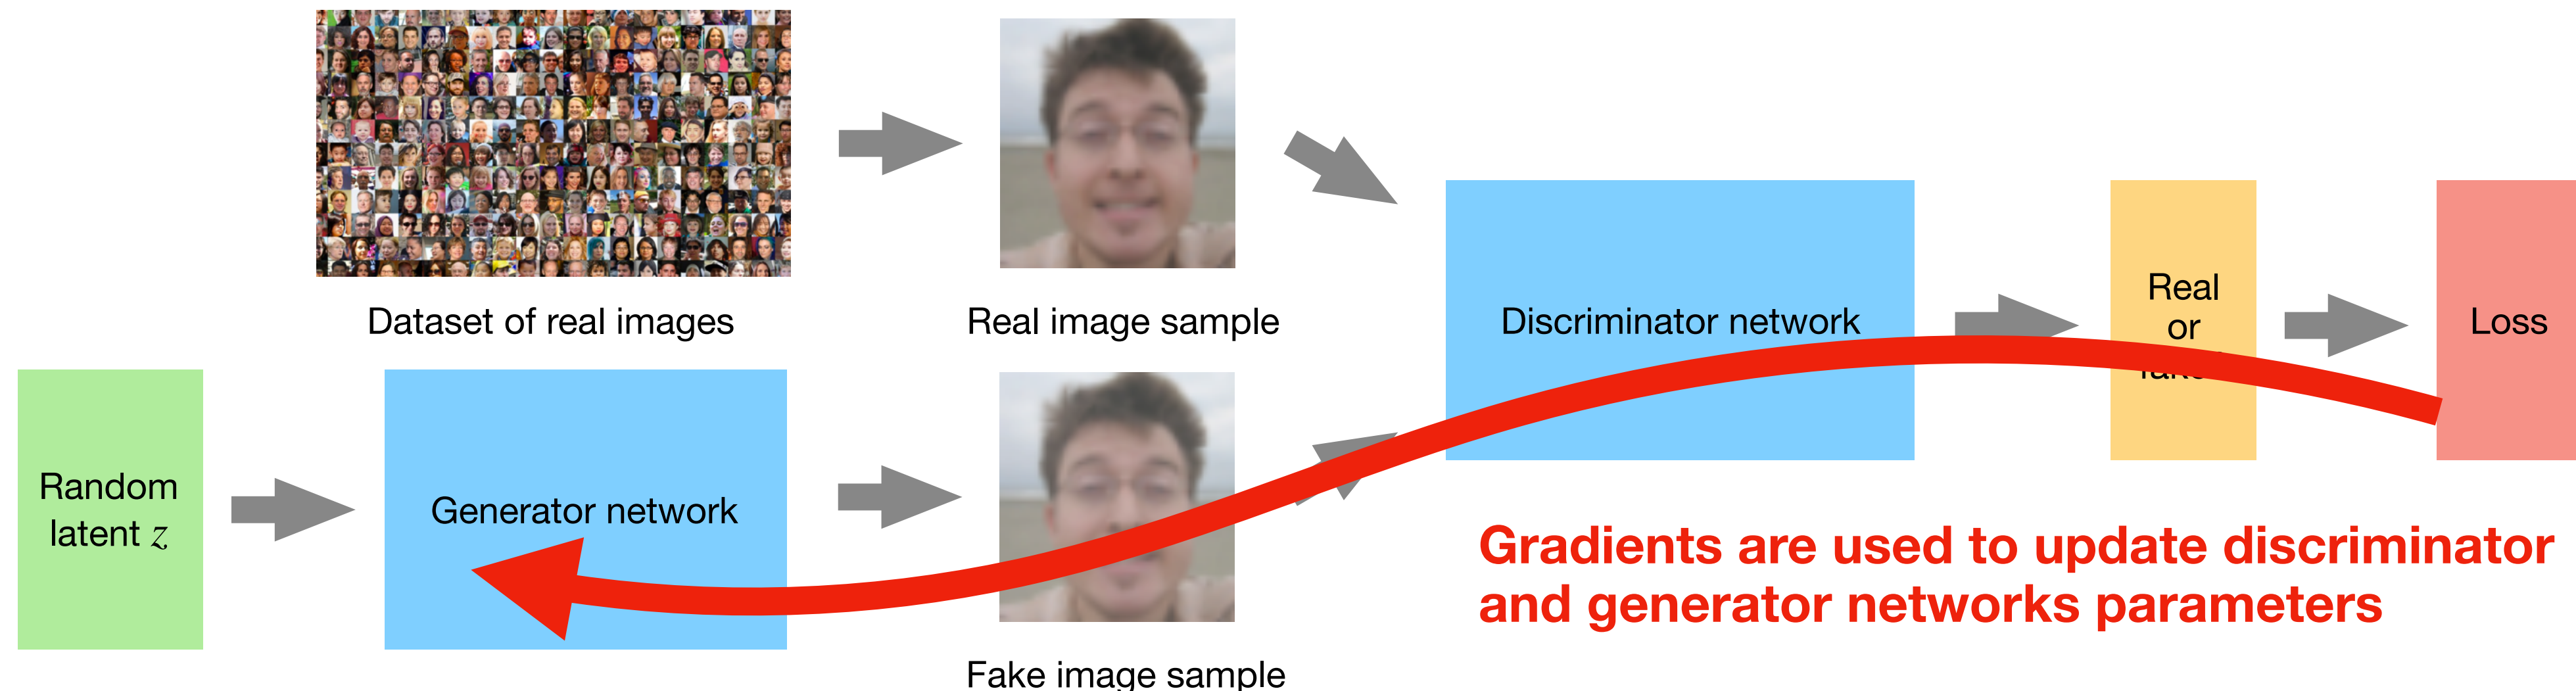 Dataset of real images
Real image sample
Discriminator network
Real
or
Loss
Random
latent z
Generator network
Gradients are used to update discriminator
and generator networks parameters
Fake image sample